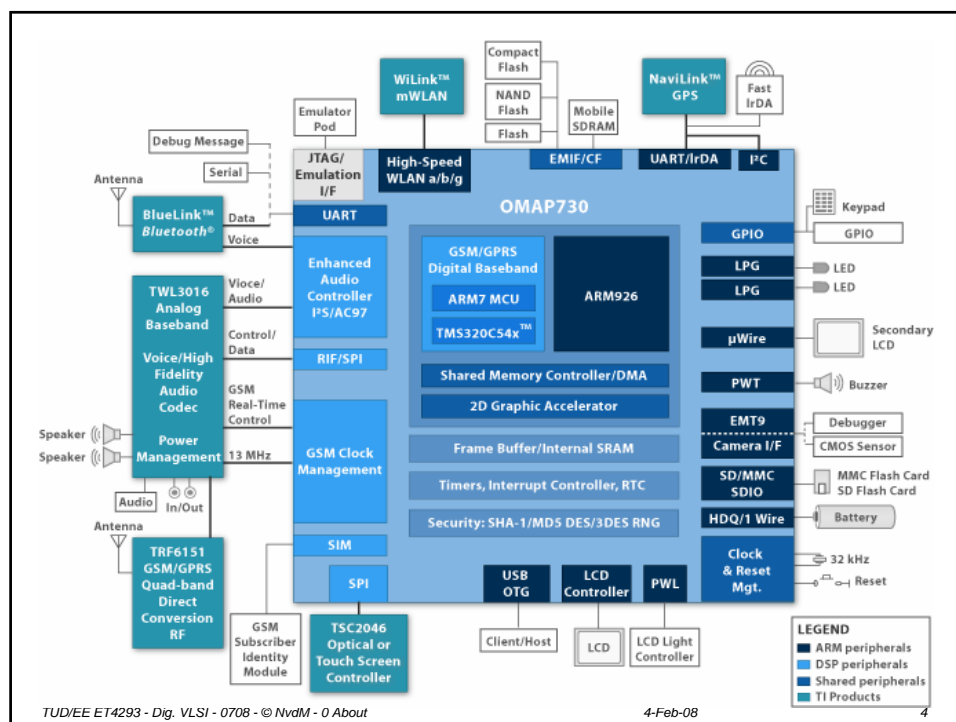 Compact
Flash
NAND
Flash
Flash
WiLink™
mWLAN
NaviLink™
GPS
Fast
IrDA
Emulator
Pod
Mobile
SDRAM
Debug Message
Serial
Antenna
JTAG/
Emulation
I/F
High-Speed
WLAN a/b/g
EMIF/CF
UART/IrDA
I²C
OMAP730
BlueLink™
Bluetooth©
Data
Voice
UART
Enhanced
Audio
Controller
I²S/AC97
GSM/GPRS
Digital Baseband
ARM7 MCU
TMS320C54x™
ARM926
Shared Memory Controller/DMA
2D Graphic Accelerator
Frame Buffer/Internal SRAM
Timers, Interrupt Controller, RTC
Security: SHA-1/MD5 DES/3DES RNG
GPIO
Keypad
GPIO
LPG
LED
LPG
LED
µWire
Secondary
LCD
PWT
Buzzer
EMT9
Camera I/F
Debugger
CMOS Sensor
SD/MMC
SDIO
MMC Flash Card
SD Flash Card
HDQ/1 Wire
Battery
Clock
& Reset
Mgt.
32 kHz
Reset
TWL3016
Analog
Baseband
Voice/High
Fidelity
Audio
Codec
Power
Management
Vioce/
Audio
Control/
Data
GSM
Real-Time
Control
13 MHz
RIF/SPI
GSM Clock
Management
Speaker
Speaker
Audio
In/Out
Antenna
TRF6151
GSM/GPRS
Quad-band
Direct
Conversion
RF
SIM
SPI
GSM
Subscriber
Identity
Module
TSC2046
Optical or
Touch Screen
Controller
USB
OTG
LCD
Controller
PWL
Client/Host
LCD
LCD Light
Controller
LEGEND
ARM peripherals
DSP peripherals
Shared peripherals
TI Products
TUD/EE ET4293 - Dig. VLSI - 0708 - © NvdM - 0 About
4-Feb-08
4